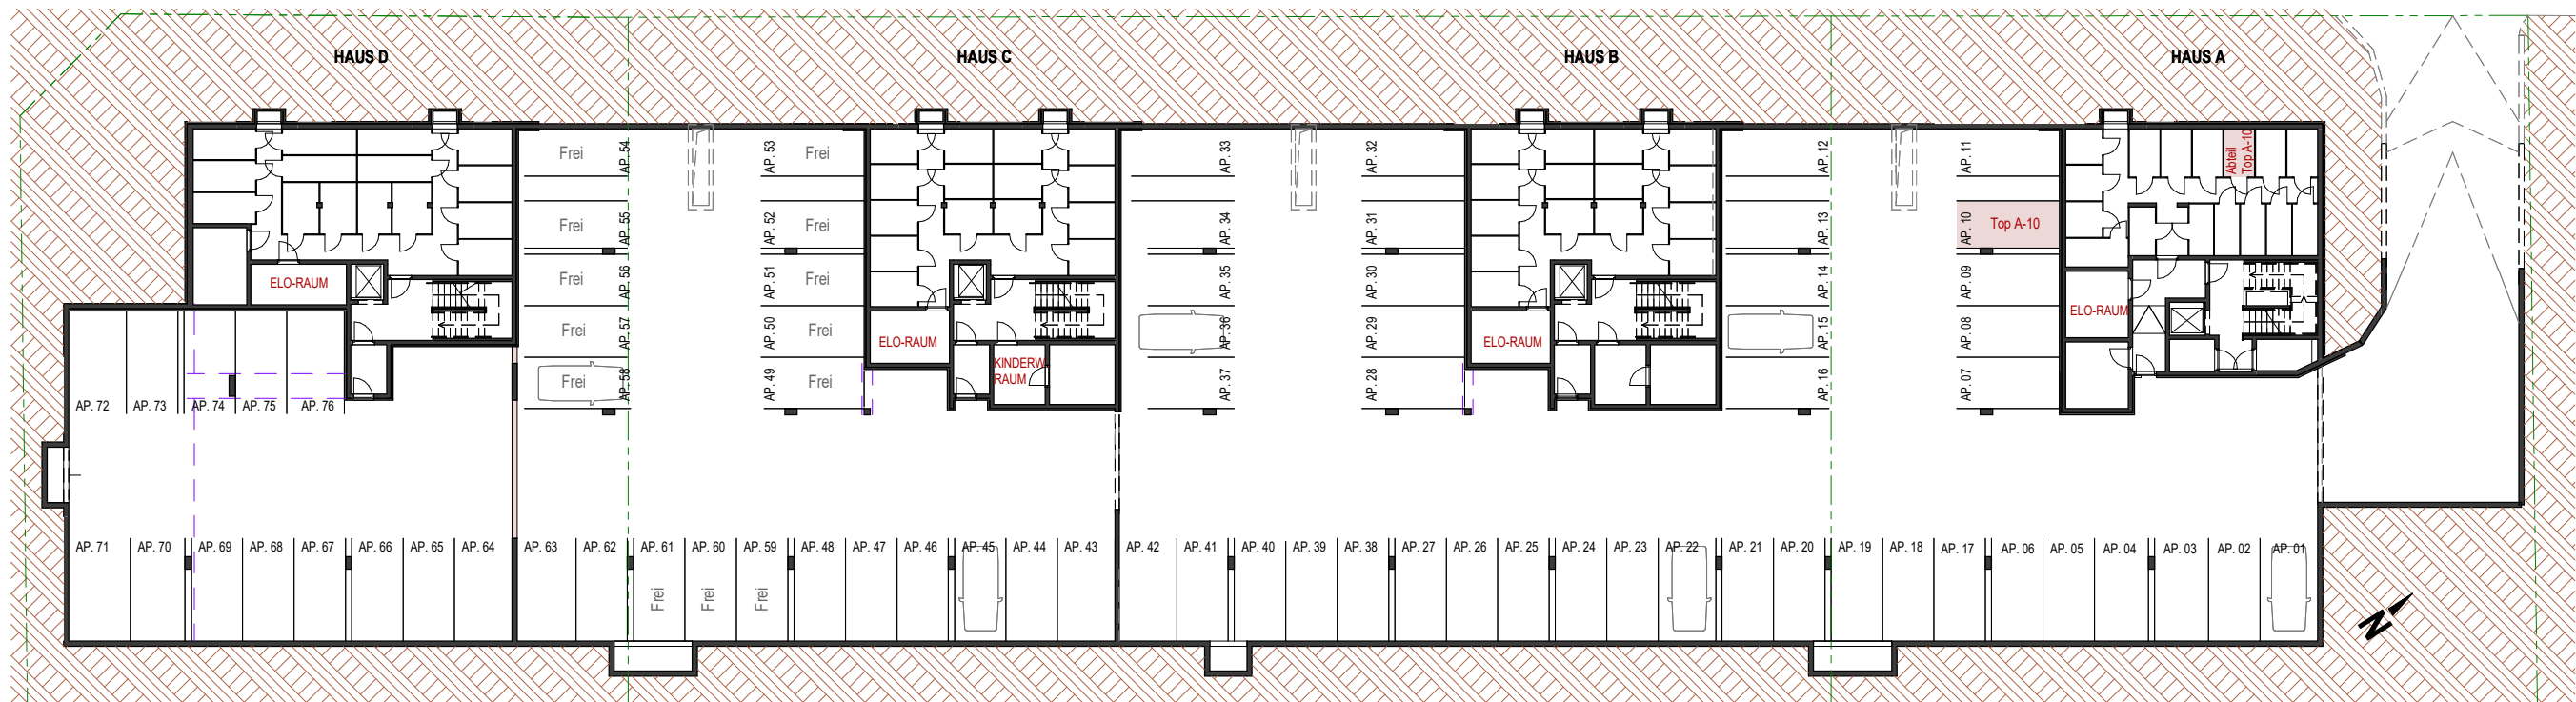 HAUS D
HAUS C
HAUS B
HAUS A
Frei
AP. 54
AP. 53
Frei
AP. 33
AP. 32
AP. 12
AP. 11
Abteil
Top A-10
Frei
AP. 55
AP. 52
Frei
AP. 34
AP. 31
AP. 13
AP. 10
Top A-10
ELO-RAUM
Frei
AP. 56
AP. 51
Frei
AP. 35
AP. 30
AP. 14
AP. 09
Frei
AP. 57
AP. 50
Frei
ELO-RAUM
AP. 36
AP. 29
ELO-RAUM
AP. 15
AP. 08
ELO-RAUM
Frei
AP. 58
AP. 49
Frei
KINDERW.
RAUM
AP. 37
AP. 28
AP. 16
AP. 07
AP. 72
AP. 73
AP. 74
AP. 75
AP. 76
AP. 71
AP. 70
AP. 69
AP. 68
AP. 67
AP. 66
AP. 65
AP. 64
AP. 63
AP. 62
AP. 61
AP. 60
AP. 59
AP. 48
AP. 47
AP. 46
AP. 45
AP. 44
AP. 43
AP. 42
AP. 41
AP. 40
AP. 39
AP. 38
AP. 27
AP. 26
AP. 25
AP. 24
AP. 23
AP. 22
AP. 21
AP. 20
AP. 19
AP. 18
AP. 17
AP. 06
AP. 05
AP. 04
AP. 03
AP. 02
AP. 01
Frei
Frei
Frei
N